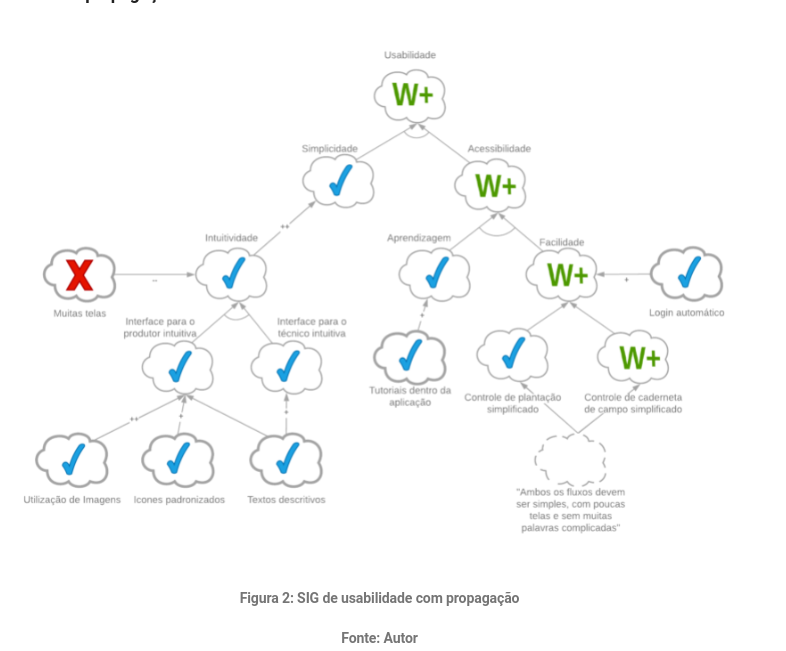 Usabilidade
W+
Simplicidade
Acessibilidade
W+
Intuitividade
Aprendizagem
Facilidade
X
W+
++
--
+
Muitas telas
Login automático
Interface para o
produtor intuitiva
Interface para o
técnico intuitiva
+
W+
Tutoriais dentro da
aplicação
Controle de plantação
simplificado
Controle de caderneta
de campo simplificado
++
+
+
Utilização de Imagens
Icones padronizados
Textos descritivos
"Ambos os fluxos devem
ser simples, com poucas
telas e sem muitas
palavras complicadas"
Figura 2: SIG de usabilidade com propagação
Fonte: Autor